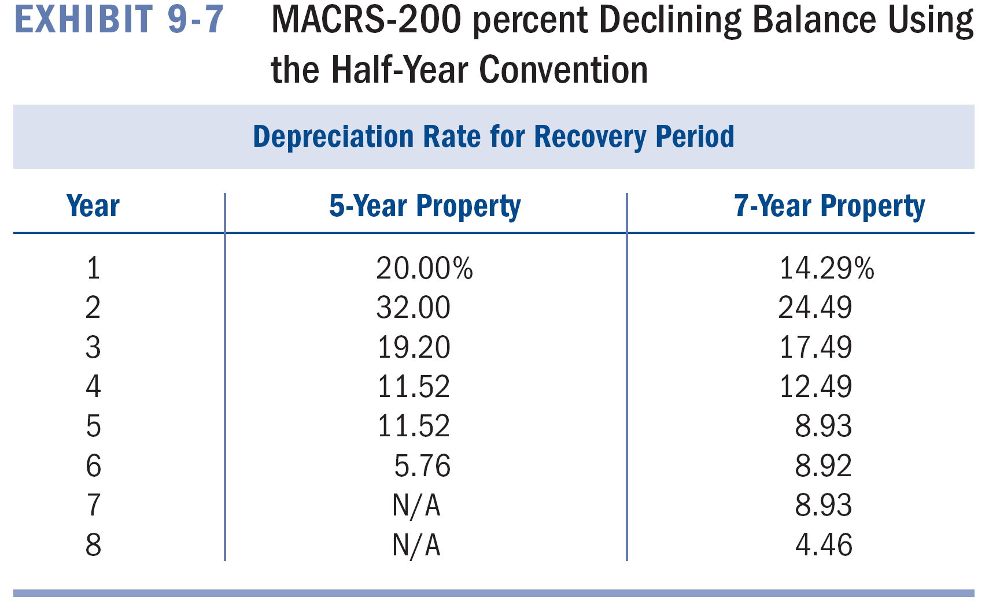 EXHIBIT 9-7 MACRS-200 percent Declining Balance Using
the Half-Year Convention
Depreciation Rate for Recovery Period
Year 5-Year Property 7-Year Property
1 20.00% 14.29%
2 32.00 24.49
3 19.20 17.49
4 11.52 12.49
5 11.52 8.93
6 5.76 8.92
7 N/A 8.93
8 N/A 4.46